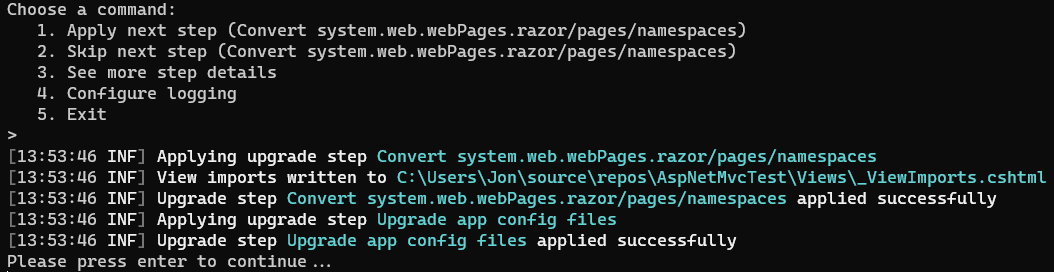 Choose a command:
1. Apply next step (Convert system.web.webPages.razor/pages/namespaces)
2. Skip next step (Convert system.web.webPages.razor/pages/namespaces)
3. See more step details
4. Configure logging
5. Exit
>
[13:53:46 INF] Applying upgrade step Convert system.web.webPages.razor/pages/namespaces
[13:53:46 INF] View imports written to C:\Users\Jon\source\repos\AspNetMvcTest\Views\_ViewImports.cshtml
[13:53:46 INF] Upgrade step Convert system.web.webPages.razor/pages/namespaces applied successfully
[13:53:46 INF] Applying upgrade step Upgrade app config files
[13:53:46 INF] Upgrade step Upgrade app config files applied successfully
Please press enter to continue...